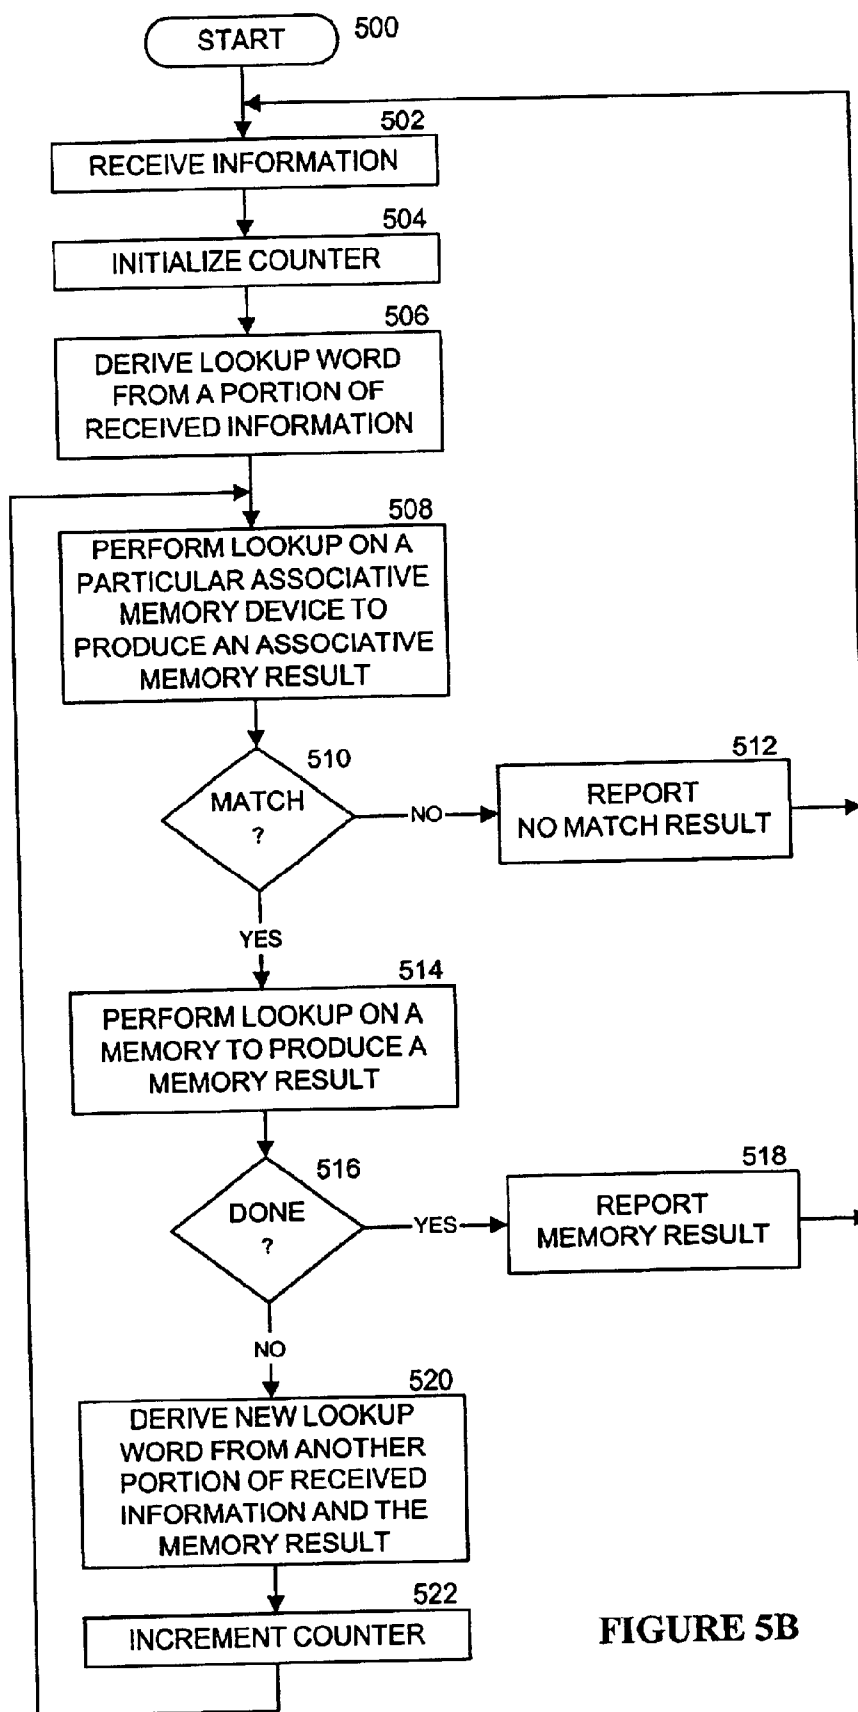 START
500
502
RECEIVE INFORMATION
504
INITIALIZE COUNTER
506
DERIVE LOOKUP WORD
FROM A PORTION OF
RECEIVED INFORMATION
508
PERFORM LOOKUP ON A
PARTICULAR ASSOCIATIVE
MEMORY DEVICE TO
PRODUCE AN ASSOCIATIVE
MEMORY RESULT
510
MATCH
?
NO
512
REPORT
NO MATCH RESULT
YES
514
PERFORM LOOKUP ON A
MEMORY TO PRODUCE A
MEMORY RESULT
516
DONE
?
YES
518
REPORT
MEMORY RESULT
NO
520
DERIVE NEW LOOKUP
WORD FROM ANOTHER
PORTION OF RECEIVED
INFORMATION AND THE
MEMORY RESULT
522
INCREMENT COUNTER
FIGURE 5B